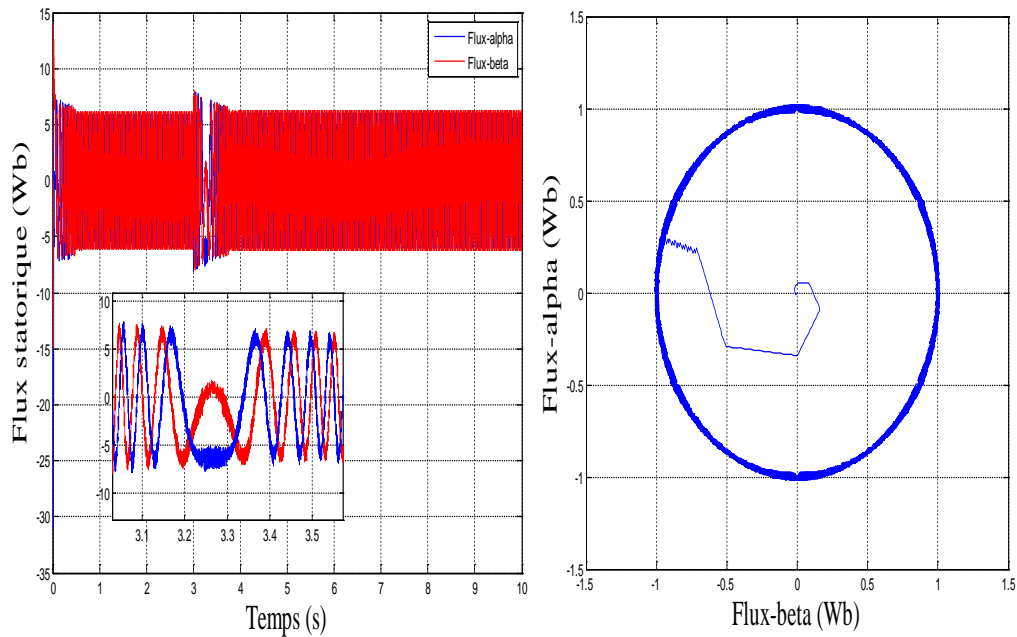 Flux statorique (Wb)
15
10
5
0
-5
-10
-15
-20
-25
-30
-35
Flux-alpha
Flux-beta
10
5
0
-5
-10
3.1 3.2 3.3 3.4 3.5
0 1 2 3 4 5 6 7 8 9 10
Temps (s)
Flux-alpha (Wb)
1.5
1
0.5
0
-0.5
-1
-1.5
-1.5 -1 -0.5 0 0.5 1 1.5
Flux-beta (Wb)